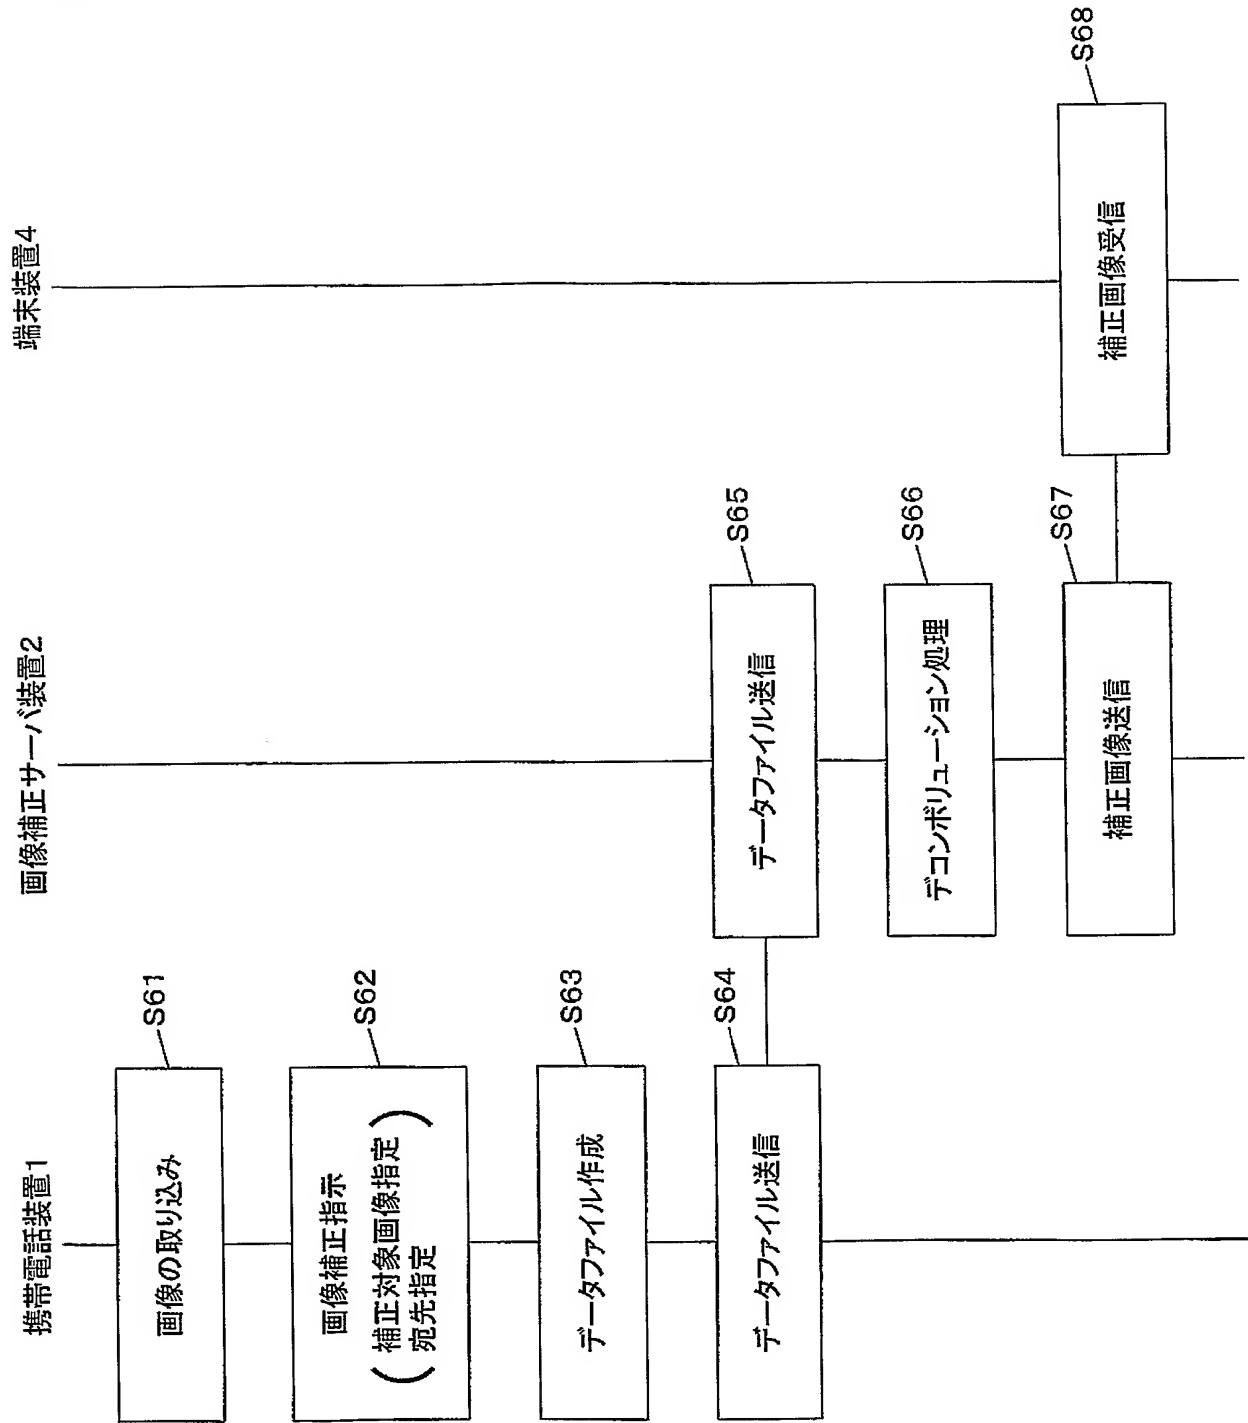 携帯電話装置1
画像補正サーバ装置2
端末装置4
画像の取り込み
S61
画像補正指示
(補正対象画像指定)
宛先指定
S62
データファイル作成
S63
データファイル送信
S64
データファイル送信
S65
デコンボリューション処理
S66
補正画像送信
S67
補正画像受信
S68